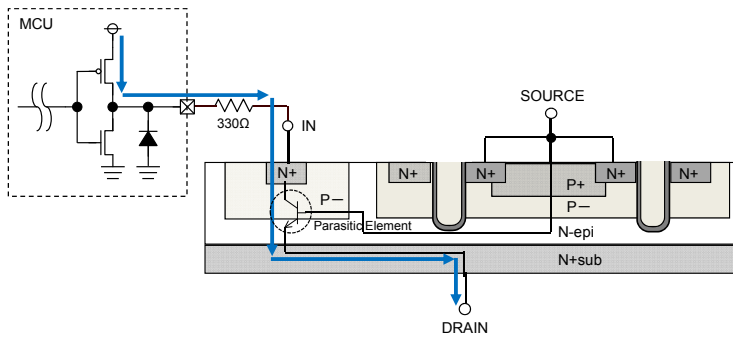 MCU
330Ω
IN
SOURCE
N+
P−
Parasitic Element
N+
N+
P+
N+
N+
P−
N-epi
N+sub
DRAIN